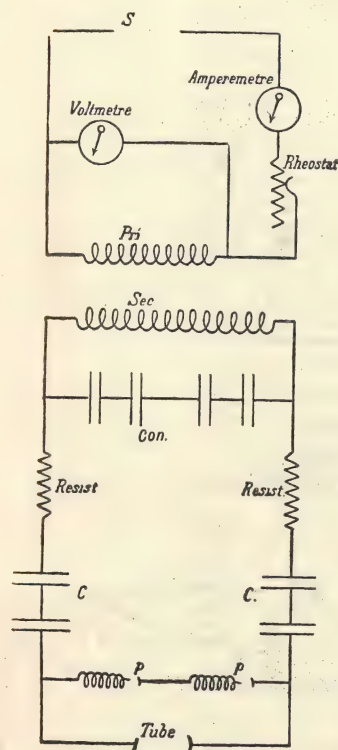 S
Amperemetre
Voltmetre
Rheostat
Pri
Sec
Con.
Resist
Resist.
C
C.
P
P
Tube